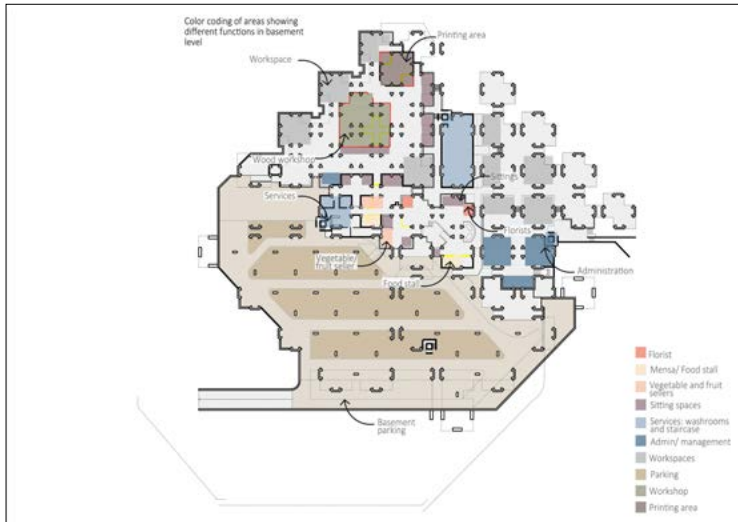 Color coding of areas showing
different functions in basement
level
Printing area
Workspace
Wood workshop
Sittings
Services
Florists
Vegetable/
fruit seller
Food stall
Administration
Basement
parking
Florist
Mensa/ Food stall
Vegetable and fruit
sellers
Sitting spaces
Services: washrooms
and staircase
Admin/ management
Workspaces
Parking
Workshop
Printing area